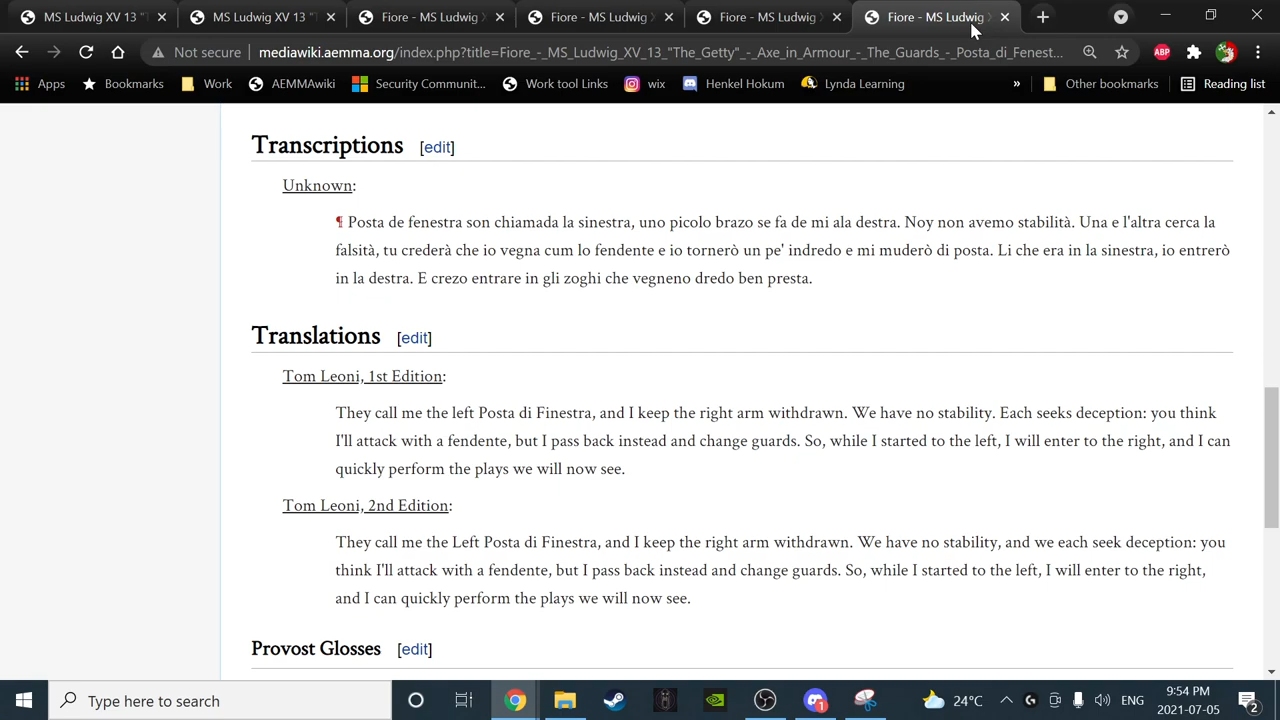 MS Ludwig XV 13 "T
MS Ludwig XV 13 "T
Fiore - MS Ludwig X
Fiore - MS Ludwig X
Fiore - MS Ludwig X
Fiore - MS Ludwig X
Not secure mediawiki.aemma.org/index.php?title=Fiore_-_MS_Ludwig_XV_13_"The_Getty"_-_Axe_in_Armour_-_The_Guards_-_Posta_di_Fenest...
ABP
Apps Bookmarks Work AEMMAwiki Security Communit... Work tool Links wix Henkel Hokum Lynda Learning » Other bookmarks Reading list
Transcriptions [edit]
Unknown:
¶ Posta de fenestra son chiamada la sinestra, uno picolo brazo se fa de mi ala destra. Noy non avemo stabilità. Una e l'altra cerca la
falsità, tu crederà che io vegna cum lo fendente e io tornerò un pe' indredo e mi muderò di posta. Li che era in la sinestra, io entrerò
in la destra. E crezo entrare in gli zoghi che vegneno dredo ben presta.
Translations [edit]
Tom Leoni, 1st Edition:
They call me the left Posta di Finestra, and I keep the right arm withdrawn. We have no stability. Each seeks deception: you think
I'll attack with a fendente, but I pass back instead and change guards. So, while I started to the left, I will enter to the right, and I can
quickly perform the plays we will now see.
Tom Leoni, 2nd Edition:
They call me the Left Posta di Finestra, and I keep the right arm withdrawn. We have no stability, and we each seek deception: you
think I'll attack with a fendente, but I pass back instead and change guards. So, while I started to the left, I will enter to the right,
and I can quickly perform the plays we will now see.
Provost Glosses [edit]
Type here to search
1
24°C
ENG
9:54 PM
2021-07-05
2